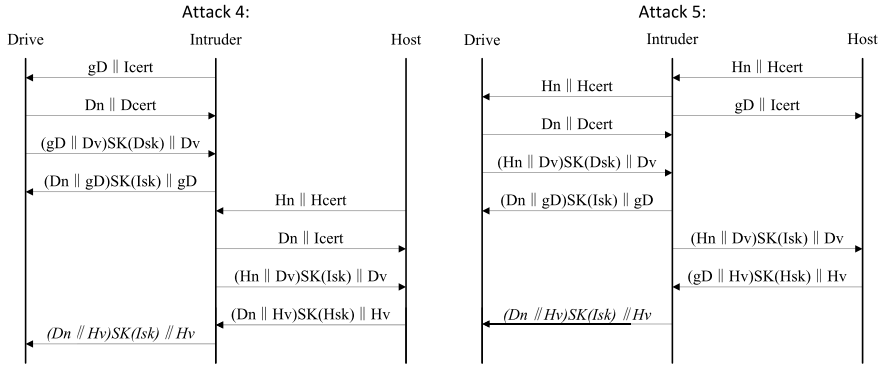 Attack 4:
Drive Intruder Host
gD ‖ Icert
Dn ‖ Dcert
(gD ‖ Dv)SK(Dsk) ‖ Dv
(Dn ‖ gD)SK(Isk) ‖ gD
Hn ‖ Hcert
Dn ‖ Icert
(Hn ‖ Dv)SK(Isk) ‖ Dv
(Dn ‖ Hv)SK(Hsk) ‖ Hv
(Dn ‖ Hv)SK(Isk) ‖ Hv
Attack 5:
Drive Intruder Host
Hn ‖ Hcert
Hn ‖ Hcert
gD ‖ Icert
Dn ‖ Dcert
(Hn ‖ Dv)SK(Dsk) ‖ Dv
(Dn ‖ gD)SK(Isk) ‖ gD
(Hn ‖ Dv)SK(Isk) ‖ Dv
(gD ‖ Hv)SK(Hsk) ‖ Hv
(Dn ‖ Hv)SK(Isk) ‖ Hv